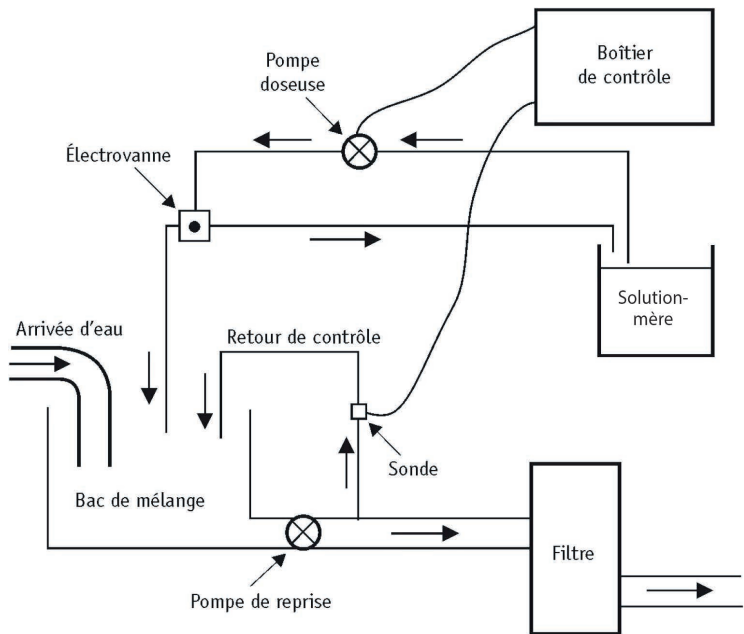 Pompe
doseuse
Boîtier
de contrôle
Électrovanne
Solution-
mère
Arrivée d'eau
Retour de contrôle
Sonde
Bac de mélange
Filtre
Pompe de reprise